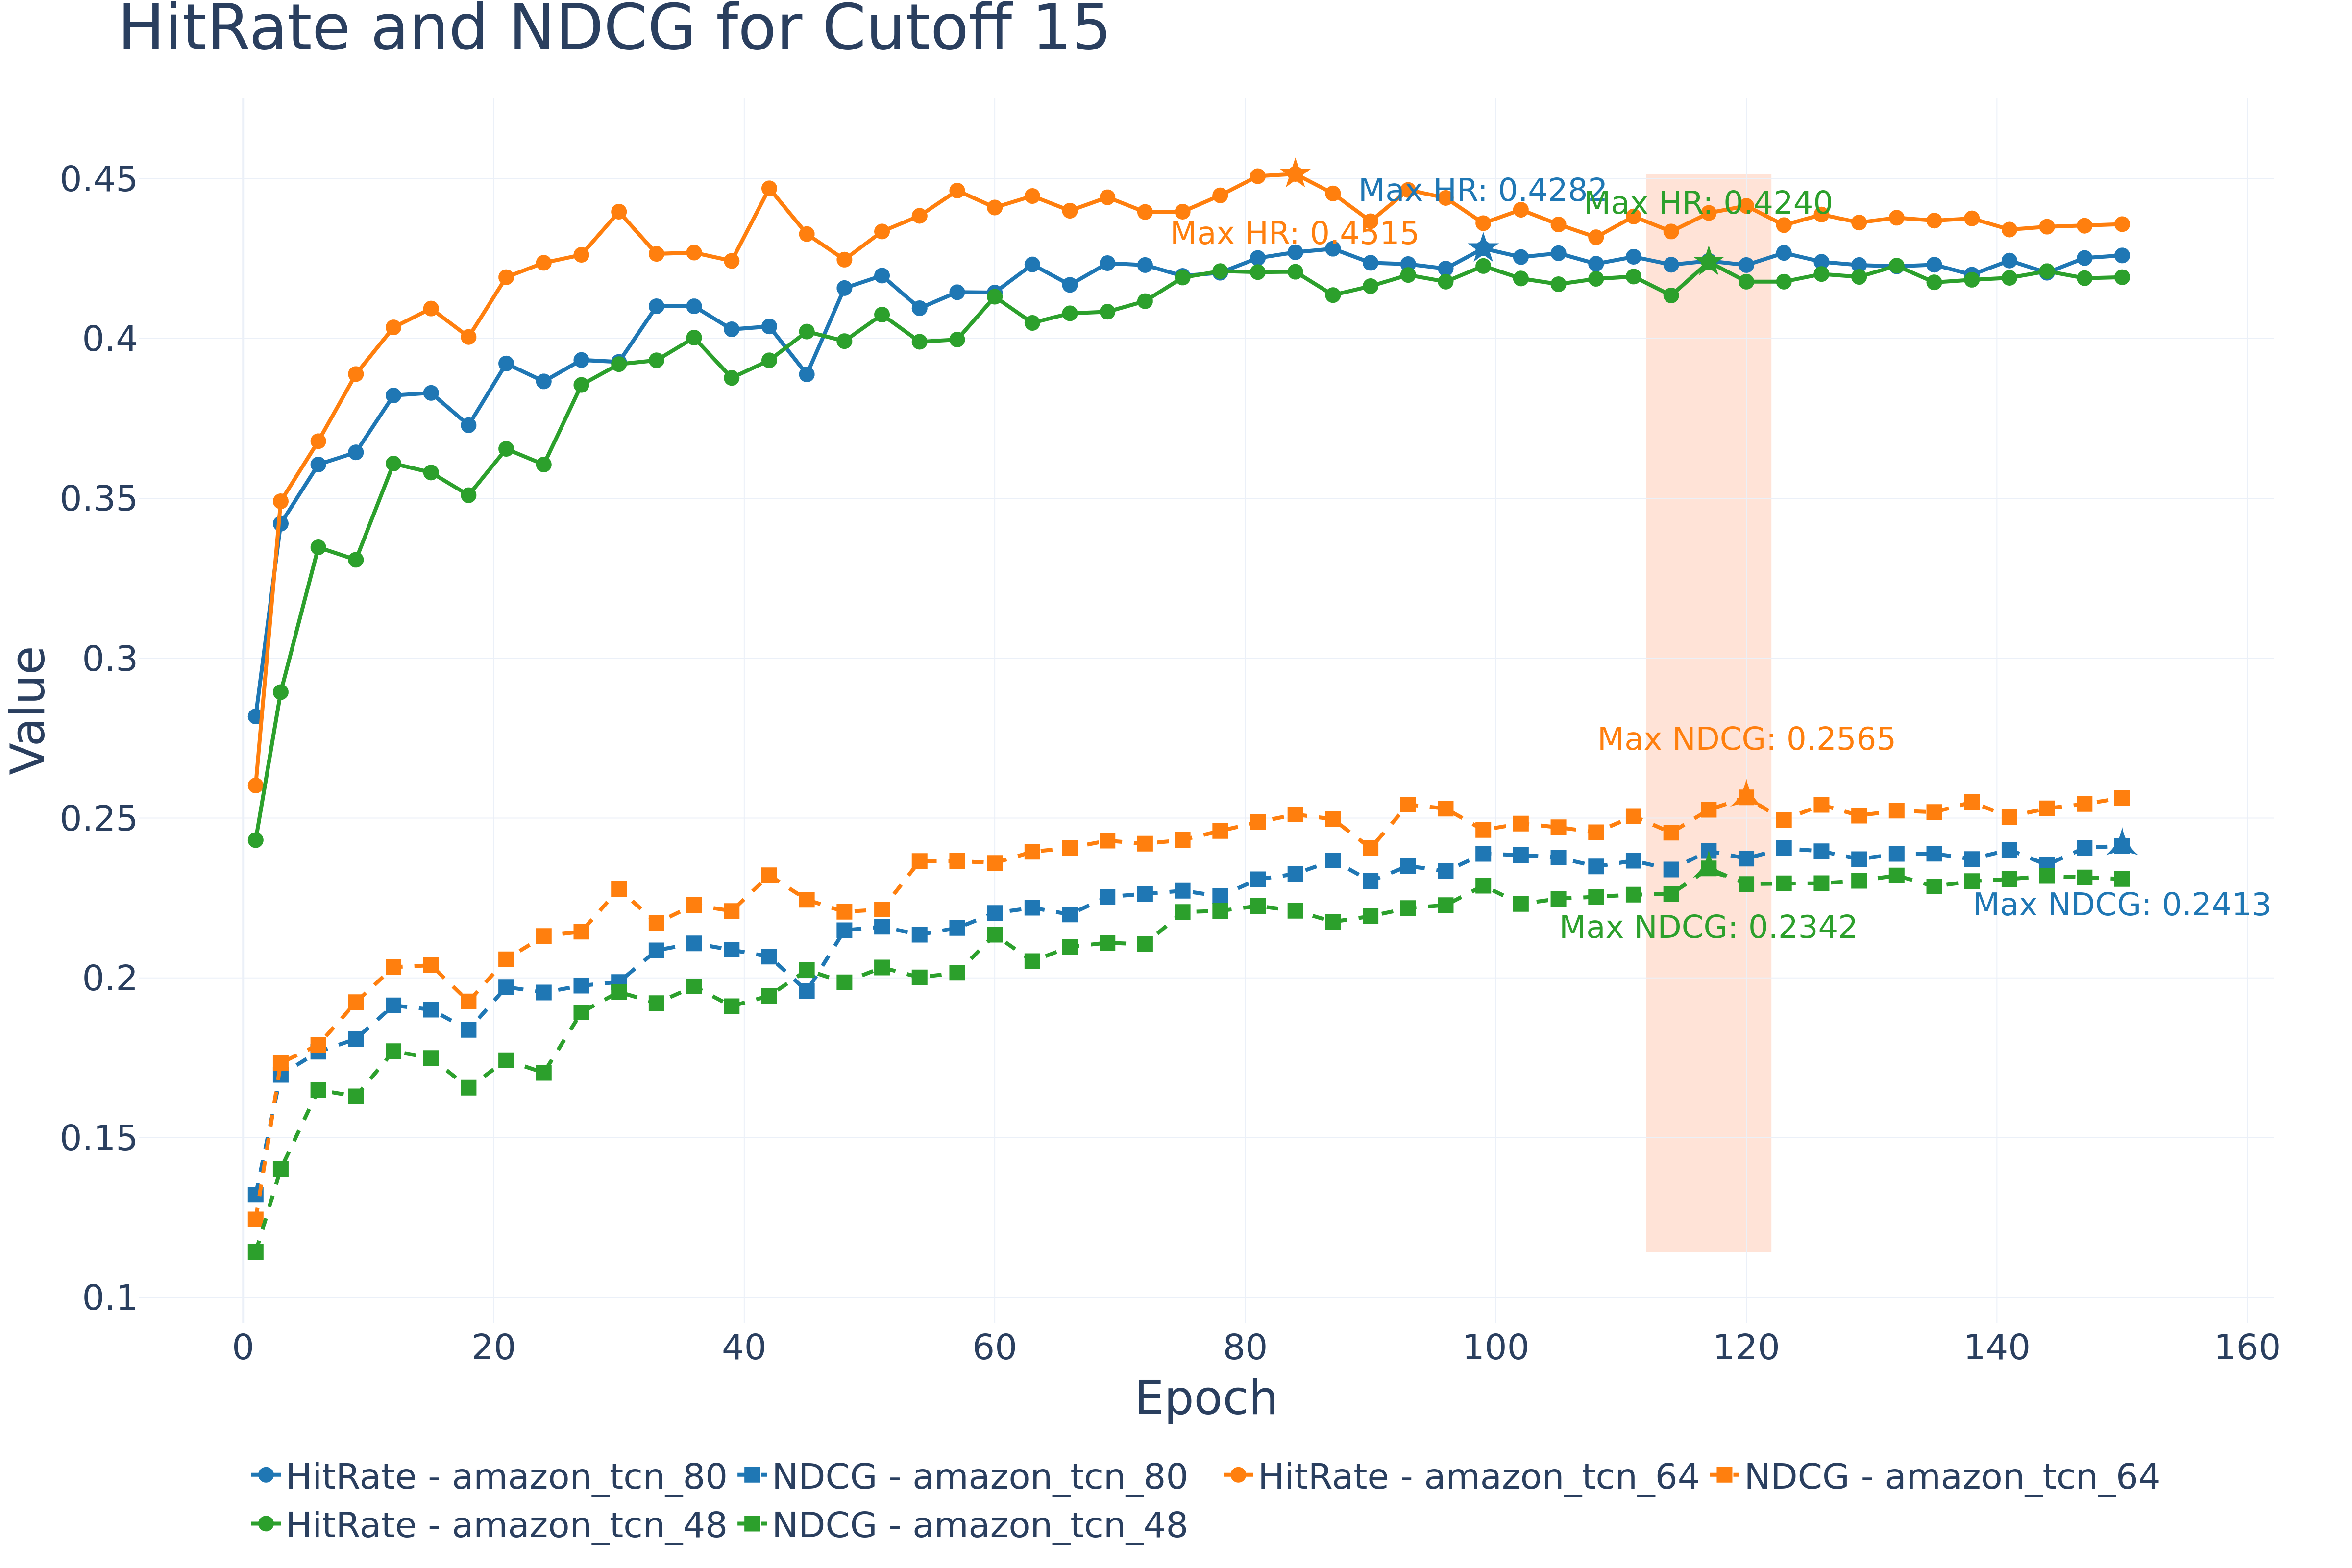 HitRate and NDCG for Cutoff 15
0.45
0.4
0.35
0.3
0.25
0.2
0.15
0.1
Value
Max HR: 0.4282
Max HR: 0.4240
Max HR: 0.4515
Max NDCG: 0.2565
Max NDCG: 0.2413
Max NDCG: 0.2342
0 20 40 60 80 100 120 140 160
Epoch
HitRate - amazon_tcn_80 NDCG - amazon_tcn_80 HitRate - amazon_tcn_64 NDCG - amazon_tcn_64
HitRate - amazon_tcn_48 NDCG - amazon_tcn_48